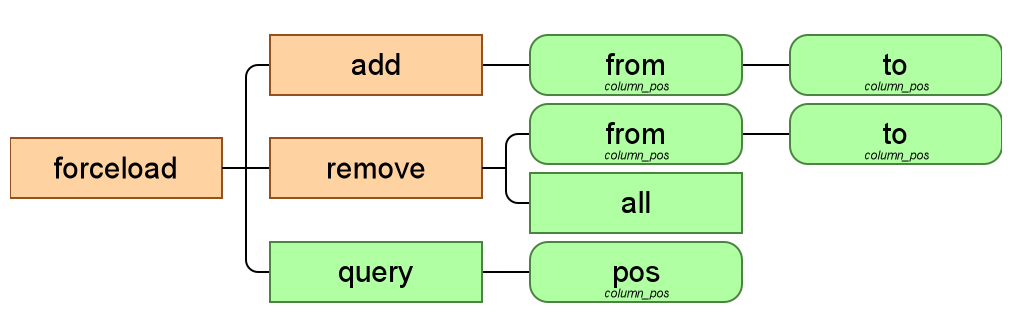 add
from
column_pos
to
column_pos
forceload
remove
from
column_pos
to
column_pos
all
query
pos
column_pos